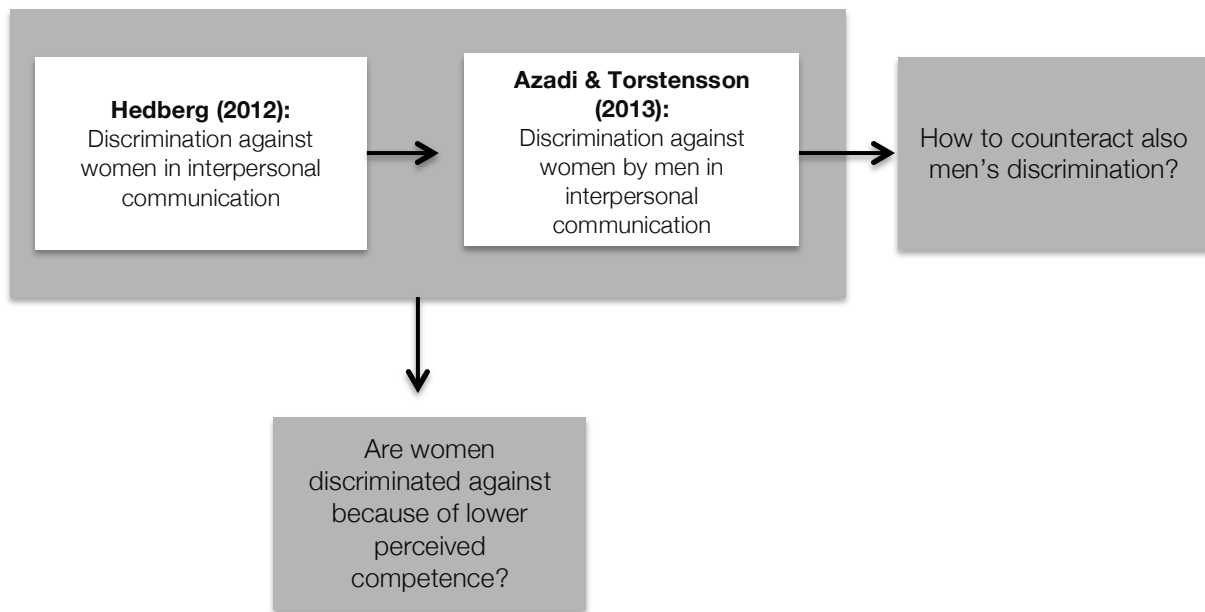 Hedberg (2012):
Discrimination against
women in interpersonal
communication
Azadi & Torstensson
(2013):
Discrimination against
women by men in
interpersonal
communication
How to counteract also
men’s discrimination?
Are women
discriminated against
because of lower
perceived
competence?